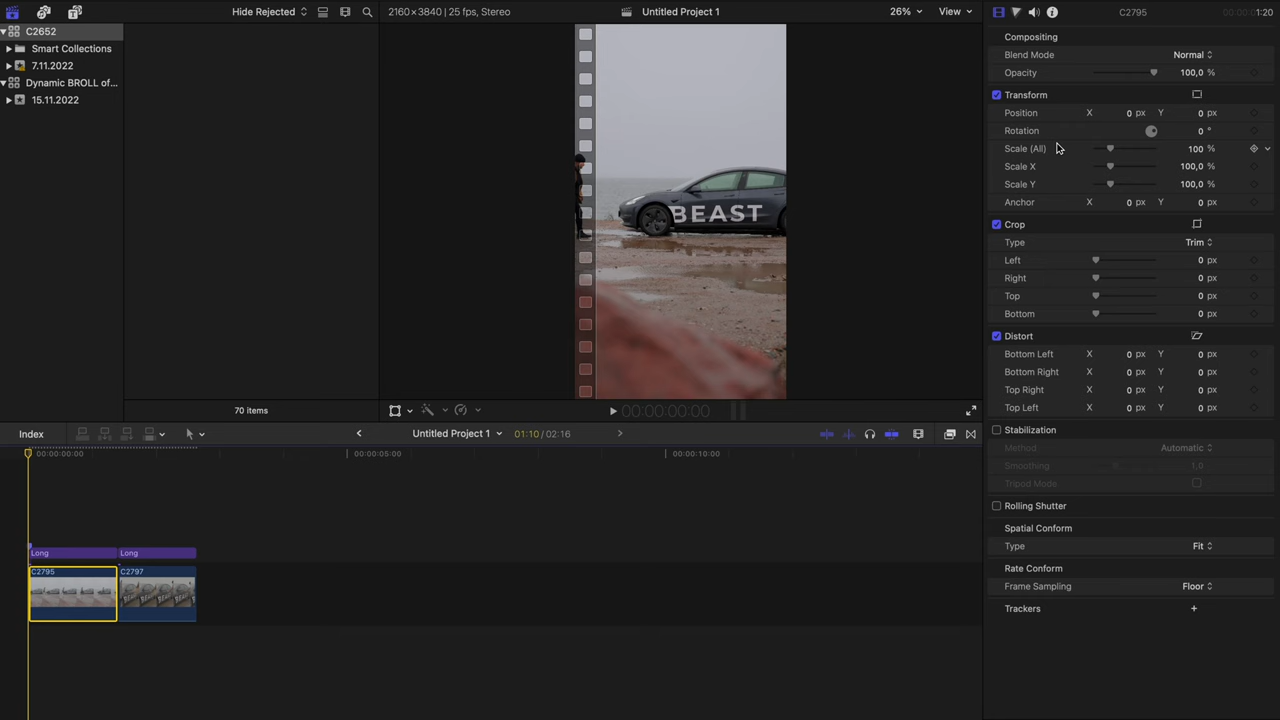 Hide Rejected
2160×3840 | 25 fps, Stereo
Untitled Project 1
26%
View
C2795
1:20
C2652
Smart Collections
7.11.2022
Dynamic BROLL of...
15.11.2022
70 items
BEAST
00:00:00:00
Compositing
Blend Mode Normal
Opacity 100,0 %
Transform
Position X 0 px Y 0 px
Rotation 0 °
Scale (All) 100 %
Scale X 100,0 %
Scale Y 100,0 %
Anchor X 0 px Y 0 px
Crop
Type Trim
Left 0 px
Right 0 px
Top 0 px
Bottom 0 px
Distort
Bottom Left X 0 px Y 0 px
Bottom Right X 0 px Y 0 px
Top Right X 0 px Y 0 px
Top Left X 0 px Y 0 px
Stabilization
Method Automatic
Smoothing 1,0
Tripod Mode
Rolling Shutter
Spatial Conform
Type Fit
Rate Conform
Frame Sampling Floor
Trackers +
Index
Untitled Project 1
01:10 / 02:16
00:00:00:00
00:00:05:00
00:00:10:00
Long
Long
C2795
C2797